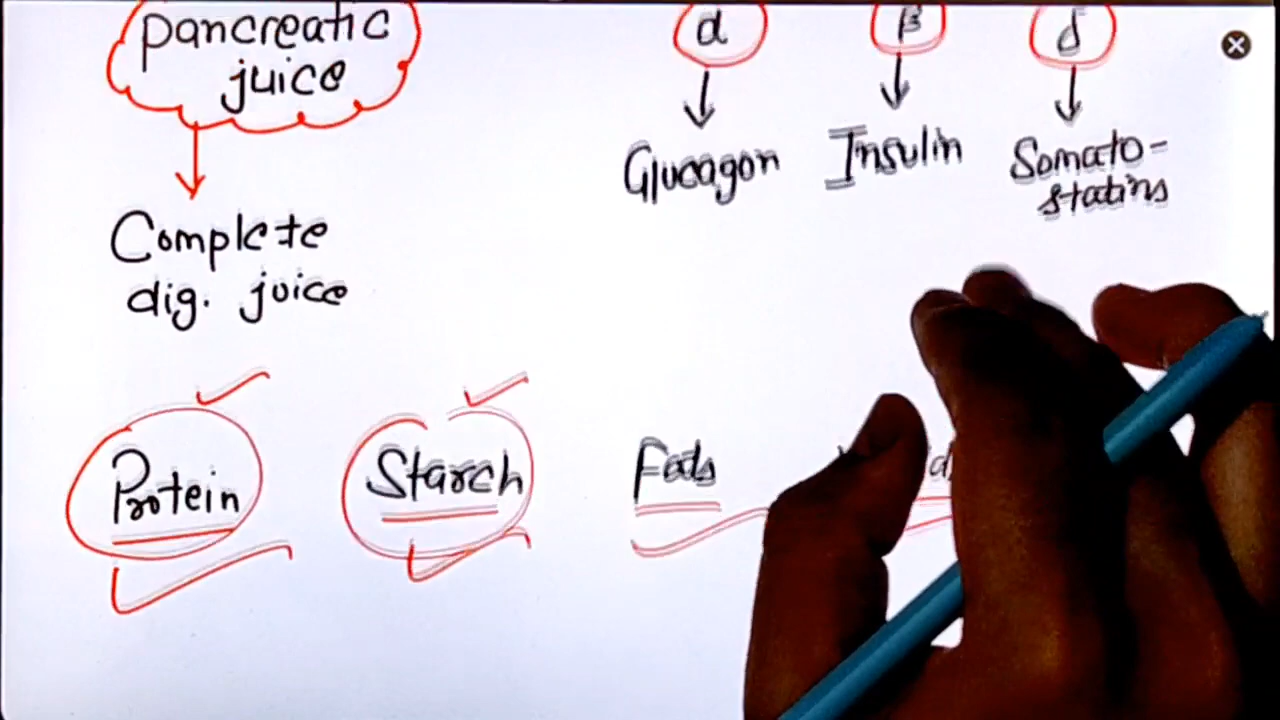 pancreatic
juice
α
β
δ
Glucagon
Insulin
Somato-
statins
Complete
dig. juice
Protein
Starch
Fats